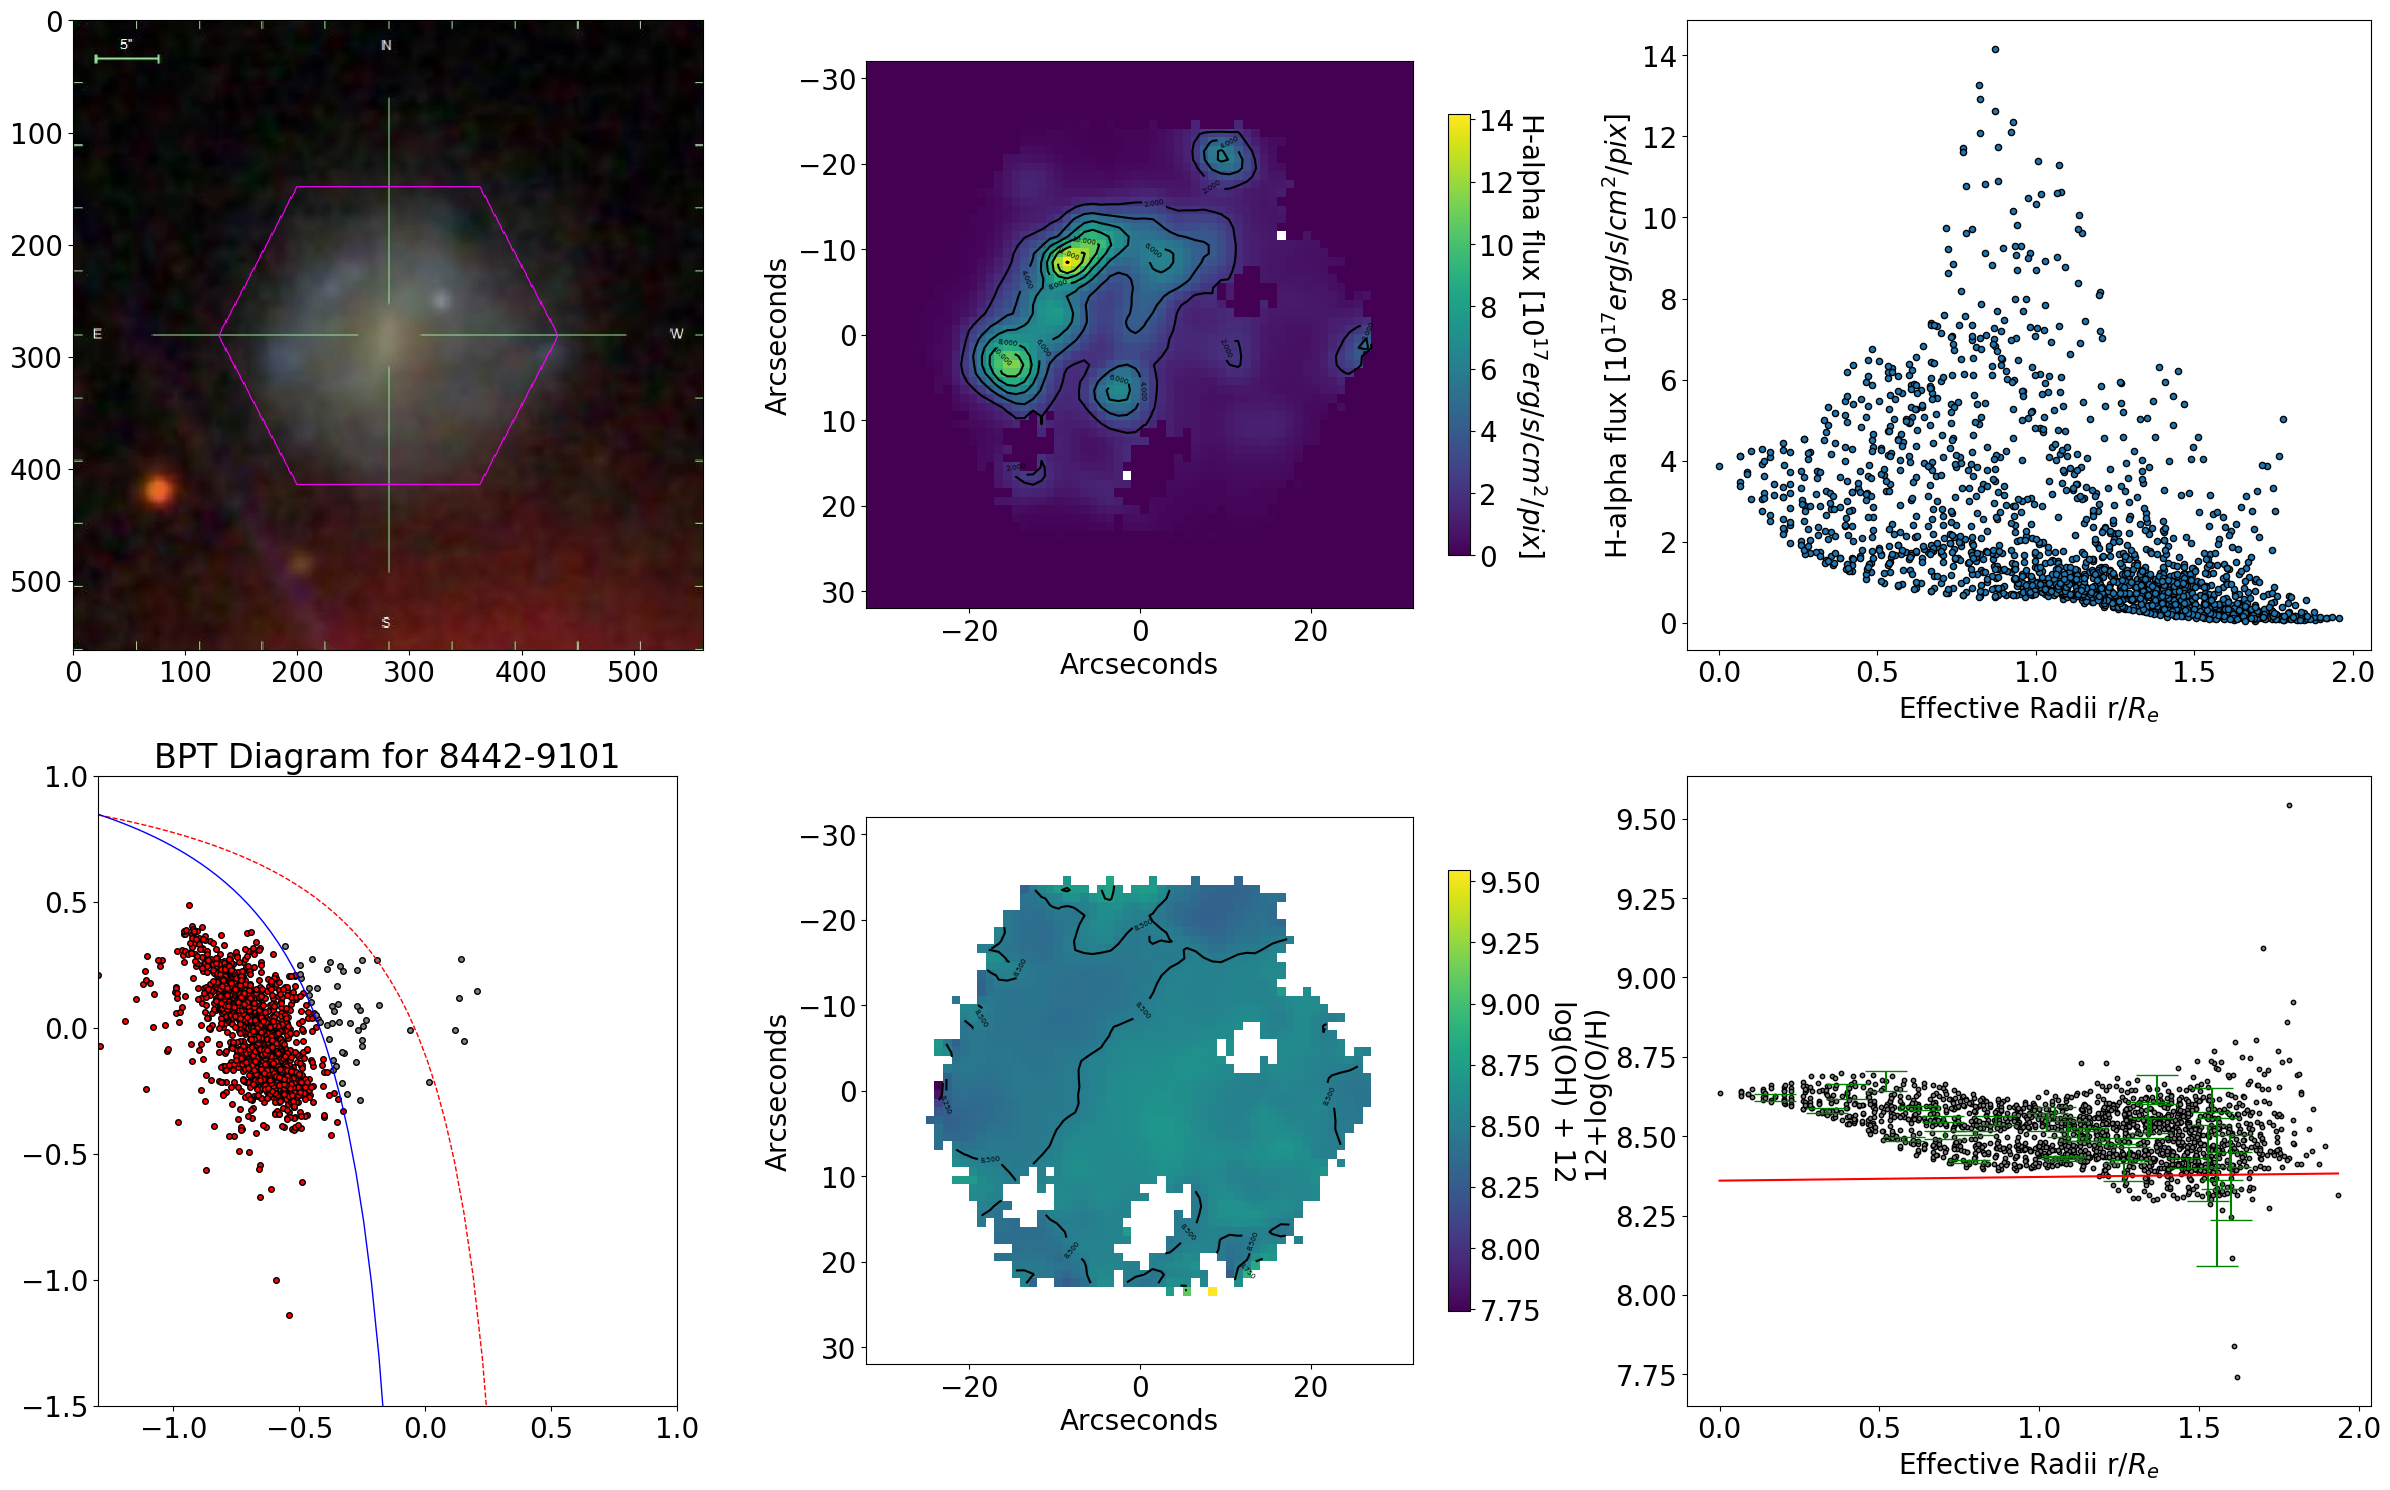 0
100
200
300
400
500
0 100 200 300 400 500
5"
N
E
W
S
−30
−20
−10
0
10
20
30
−20 0 20
Arcseconds
Arcseconds
14
12
10
8
6
4
2
0
H-alpha flux [10^17 erg/s/cm^2/pix]
H-alpha flux [10^17 erg/s/cm^2/pix]
14
12
10
8
6
4
2
0
0.0 0.5 1.0 1.5 2.0
Effective Radii r/R_e
BPT Diagram for 8442-9101
1.0
0.5
0.0
−0.5
−1.0
−1.5
−1.0 −0.5 0.0 0.5 1.0
−30
−20
−10
0
10
20
30
−20 0 20
Arcseconds
Arcseconds
9.50
9.25
9.00
8.75
8.50
8.25
8.00
7.75
log(OH) + 12
12+log(O/H)
9.50
9.25
9.00
8.75
8.50
8.25
8.00
7.75
0.0 0.5 1.0 1.5 2.0
Effective Radii r/R_e